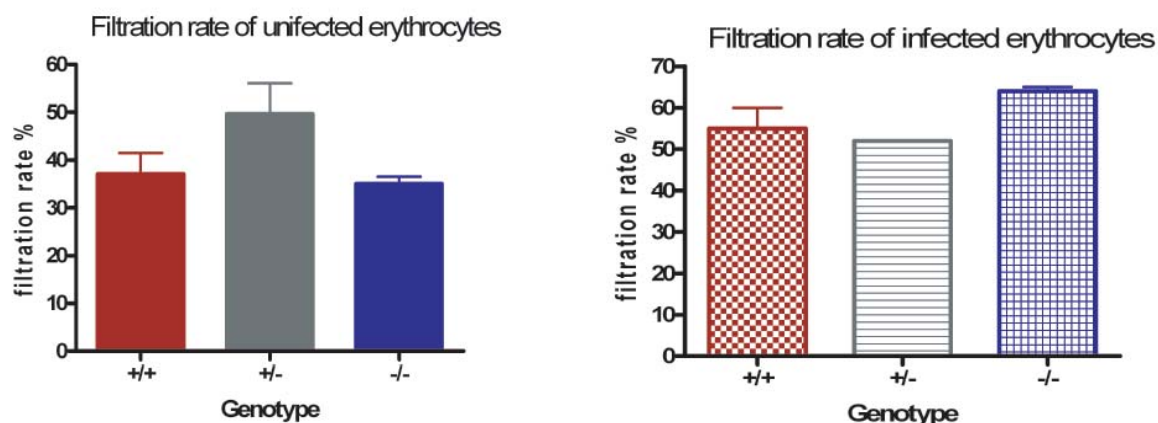 Filtration rate of unifected erythrocytes
filtration rate %
60
50
40
30
20
10
0
+/+ +/- -/-
Genotype
Filtration rate of infected erythrocytes
filtration rate %
70
60
50
40
30
20
10
0
+/+ +/- -/-
Genotype